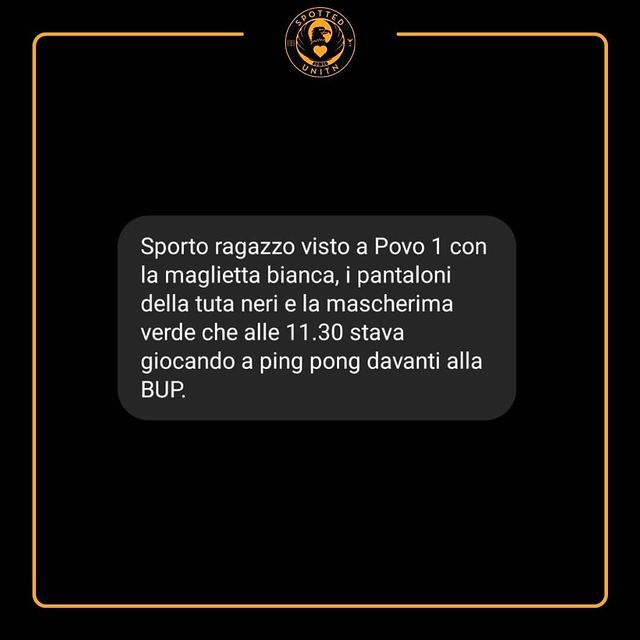 SPOTTED
UNITN
Sporto ragazzo visto a Povo 1 con
la maglietta bianca, i pantaloni
della tuta neri e la mascherima
verde che alle 11.30 stava
giocando a ping pong davanti alla
BUP.